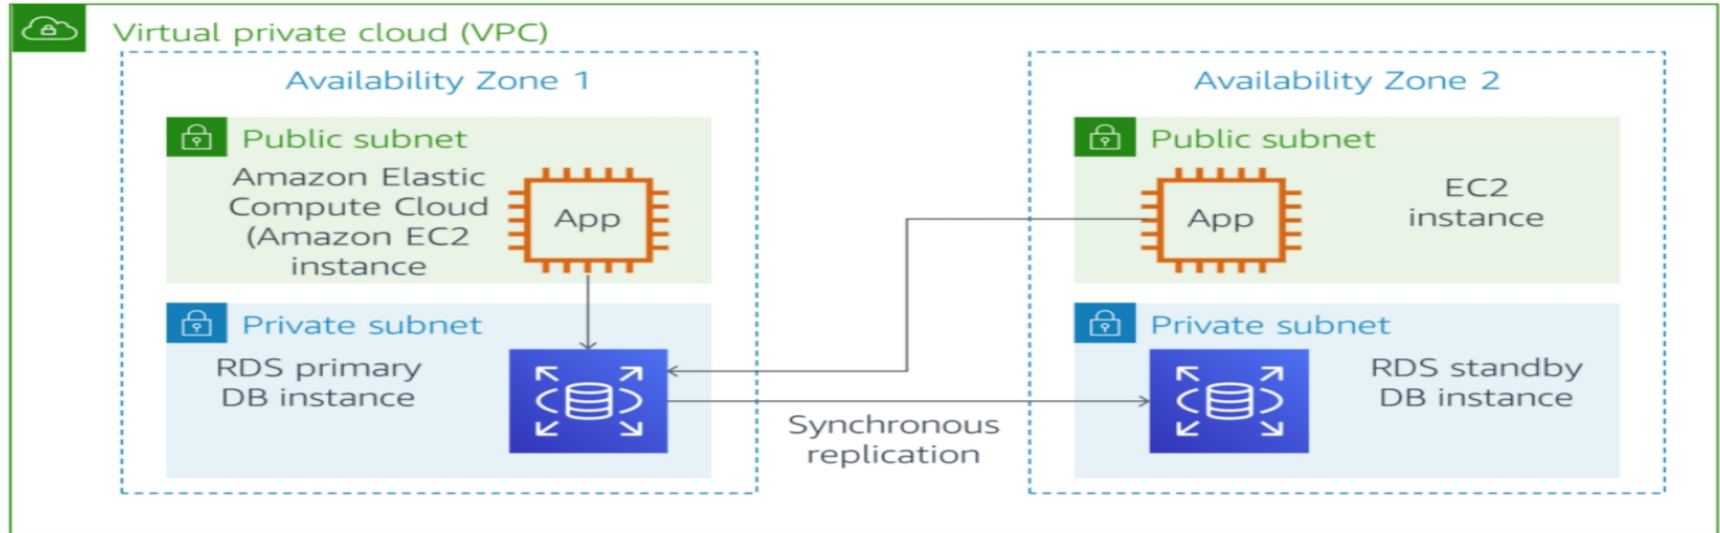 Virtual private cloud (VPC)
Availability Zone 1
Public subnet
Amazon Elastic
Compute Cloud
(Amazon EC2
instance
App
Private subnet
RDS primary
DB instance
Synchronous
replication
Availability Zone 2
Public subnet
App
EC2
instance
Private subnet
RDS standby
DB instance